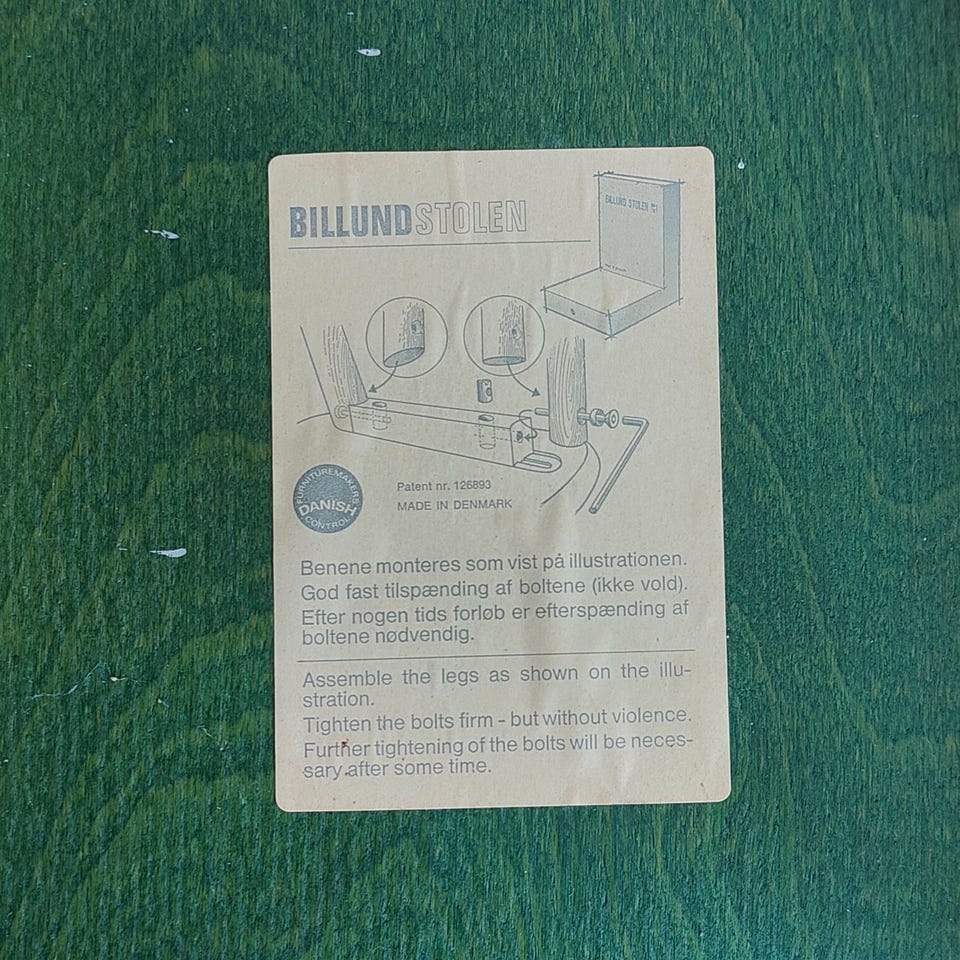 BILLUND STOLEN
BILLUND STOLEN
FURNITUREMAKERS
DANISH
CONTROL
Patent nr. 126893
MADE IN DENMARK
Benene monteres som vist på illustrationen.
God fast tilspænding af boltene (ikke vold).
Efter nogen tids forløb er efterspænding af
boltene nødvendig.
Assemble the legs as shown on the illu-
stration.
Tighten the bolts firm - but without violence.
Further tightening of the bolts will be neces-
sary after some time.